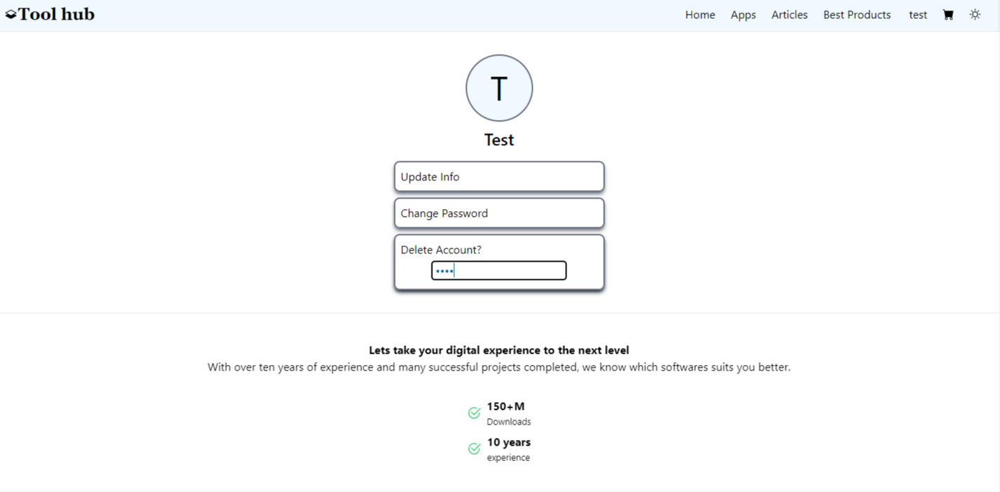 Tool hub
Home Apps Articles Best Products test
T
Test
Update Info
Change Password
Delete Account?
••••
Lets take your digital experience to the next level
With over ten years of experience and many successful projects completed, we know which softwares suits you better.
150+M
Downloads
10 years
experience